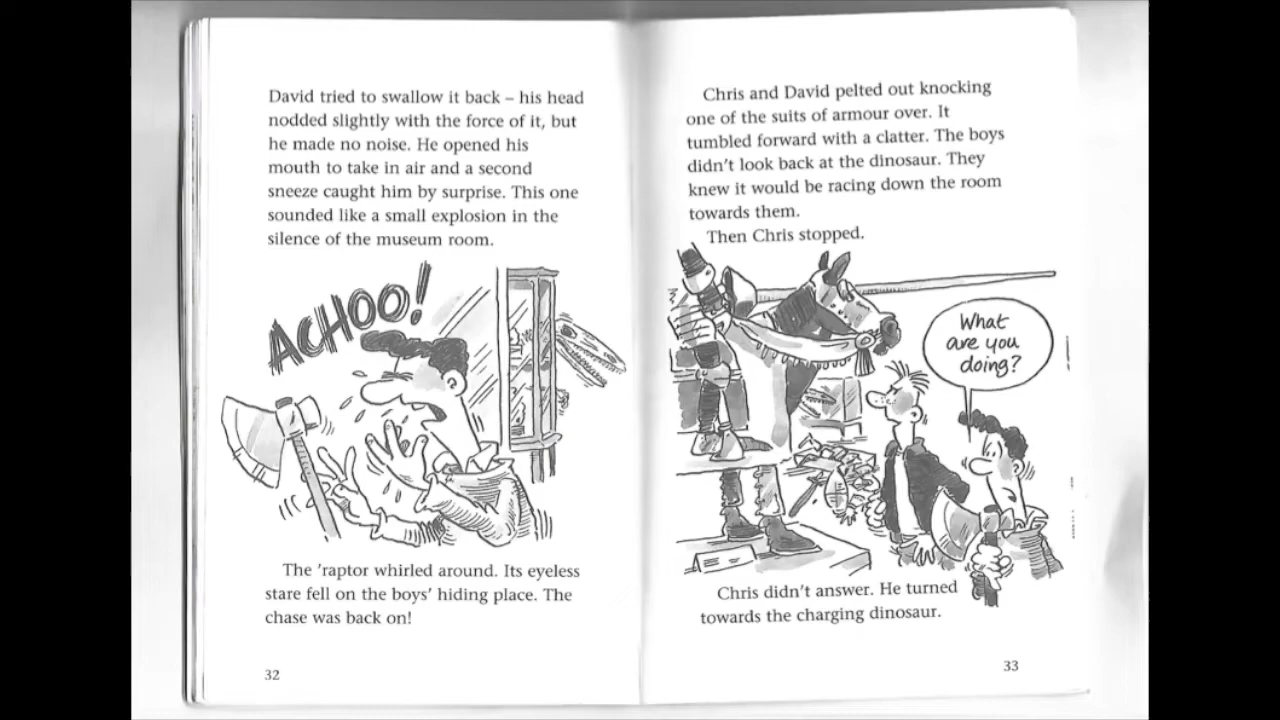 David tried to swallow it back – his head
nodded slightly with the force of it, but
he made no noise. He opened his
mouth to take in air and a second
sneeze caught him by surprise. This one
sounded like a small explosion in the
silence of the museum room.
ACHOO!
The ’raptor whirled around. Its eyeless
stare fell on the boys’ hiding place. The
chase was back on!
32
Chris and David pelted out knocking
one of the suits of armour over. It
tumbled forward with a clatter. The boys
didn’t look back at the dinosaur. They
knew it would be racing down the room
towards them.
Then Chris stopped.
What
are you
doing?
Chris didn’t answer. He turned
towards the charging dinosaur.
33